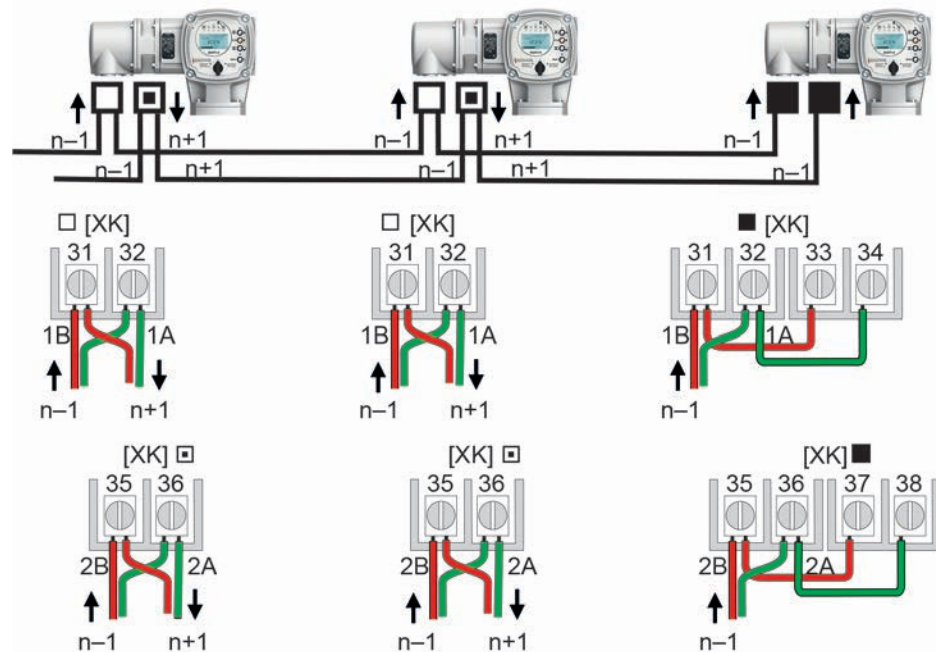 n–1 n+1 n–1 n+1 n–1
n–1 n+1 n–1 n+1 n–1
[XK] [XK] [XK]
31 32 31 32 31 32 33 34
1B 1A 1B 1A 1B 1A
n–1 n+1 n–1 n+1 n–1
[XK] [XK] [XK]
35 36 35 36 35 36 37 38
2B 2A 2B 2A 2B 2A
n–1 n+1 n–1 n+1 n–1